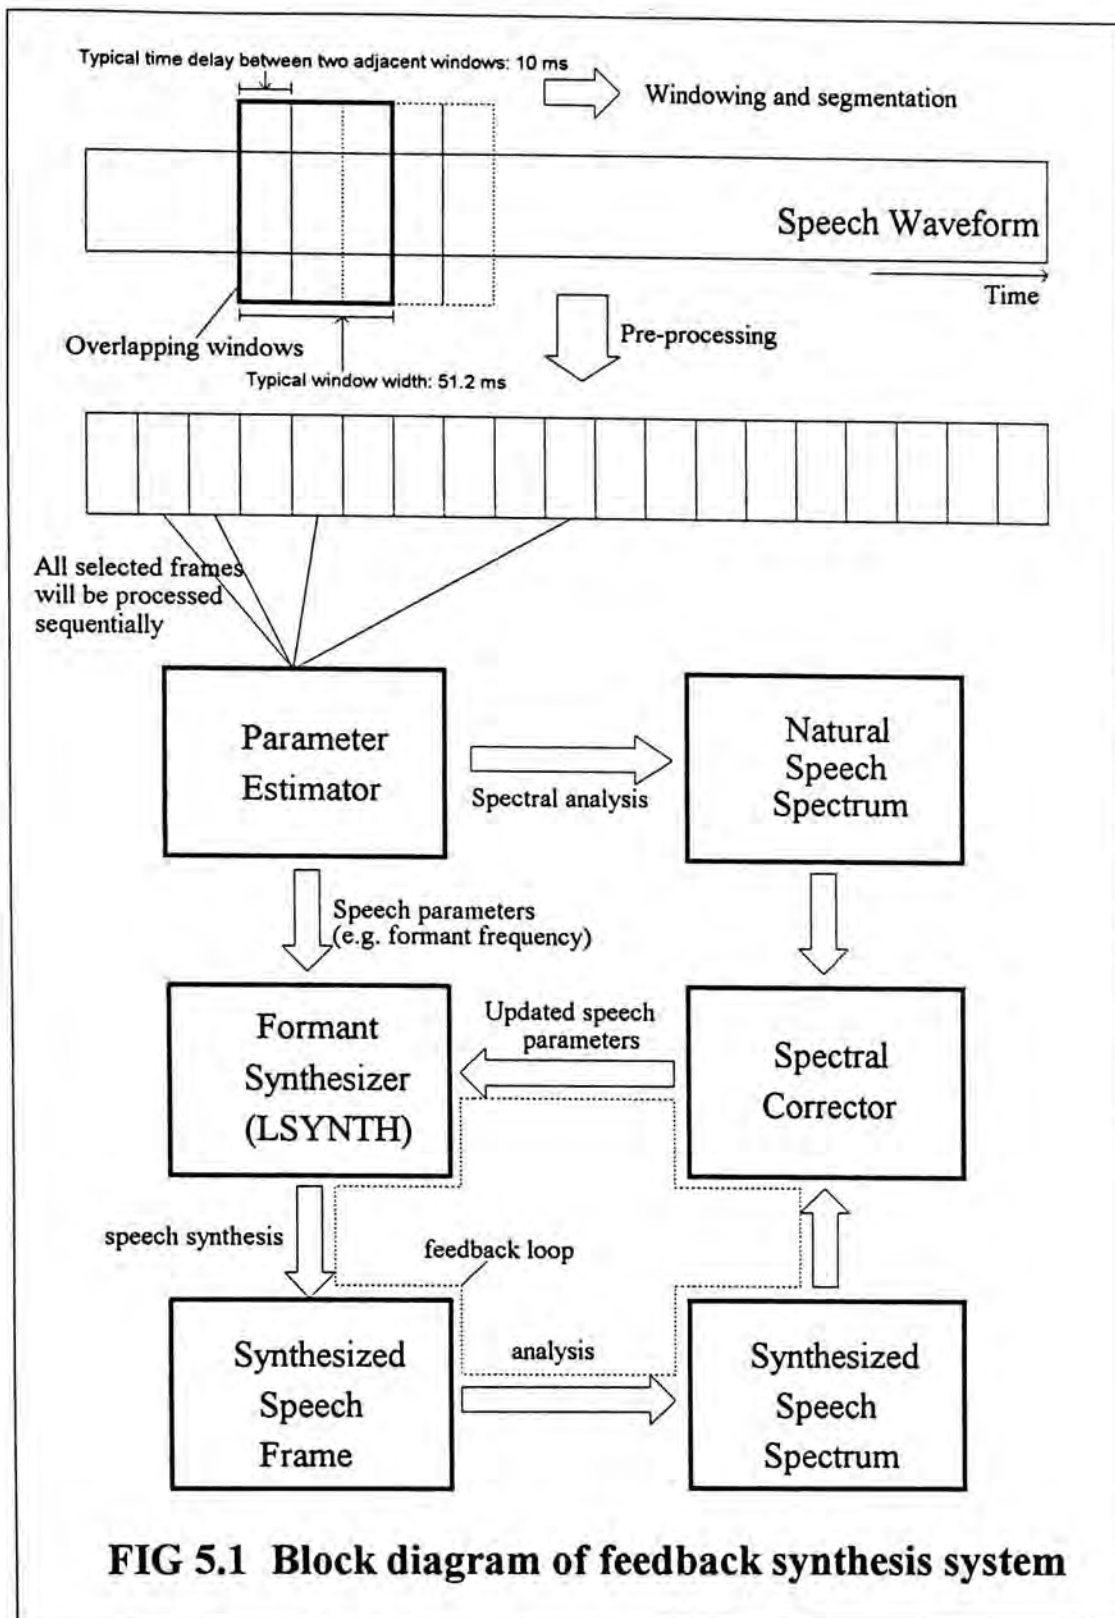 Typical time delay between two adjacent windows: 10 ms
Windowing and segmentation
Speech Waveform
Time
Overlapping windows
Pre-processing
Typical window width: 51.2 ms
All selected frames
will be processed
sequentially
Parameter
Estimator
Spectral analysis
Natural
Speech
Spectrum
Speech parameters
(e.g. formant frequency)
Formant
Synthesizer
(LSYNTH)
Updated speech
parameters
Spectral
Corrector
speech synthesis
feedback loop
Synthesized
Speech
Frame
analysis
Synthesized
Speech
Spectrum
FIG 5.1 Block diagram of feedback synthesis system